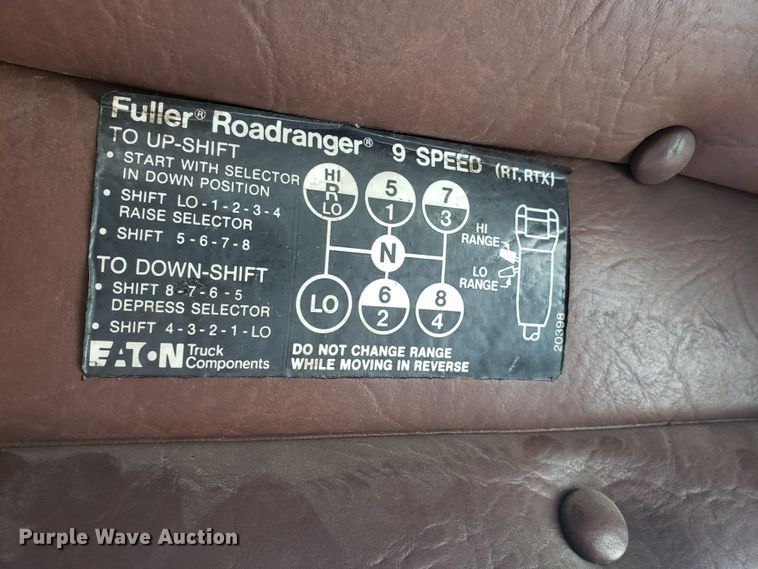 Fuller® Roadranger® 9 SPEED (RT, RTX)
TO UP-SHIFT
• START WITH SELECTOR
IN DOWN POSITION
• SHIFT LO-1-2-3-4
RAISE SELECTOR
• SHIFT 5-6-7-8
TO DOWN-SHIFT
• SHIFT 8-7-6-5
DEPRESS SELECTOR
• SHIFT 4-3-2-1-LO
EATON Truck
Components
HI
R
LO
5
1
7
3
N
LO
6
2
8
4
HI
RANGE
LO
RANGE
DO NOT CHANGE RANGE
WHILE MOVING IN REVERSE
20398
Purple Wave Auction